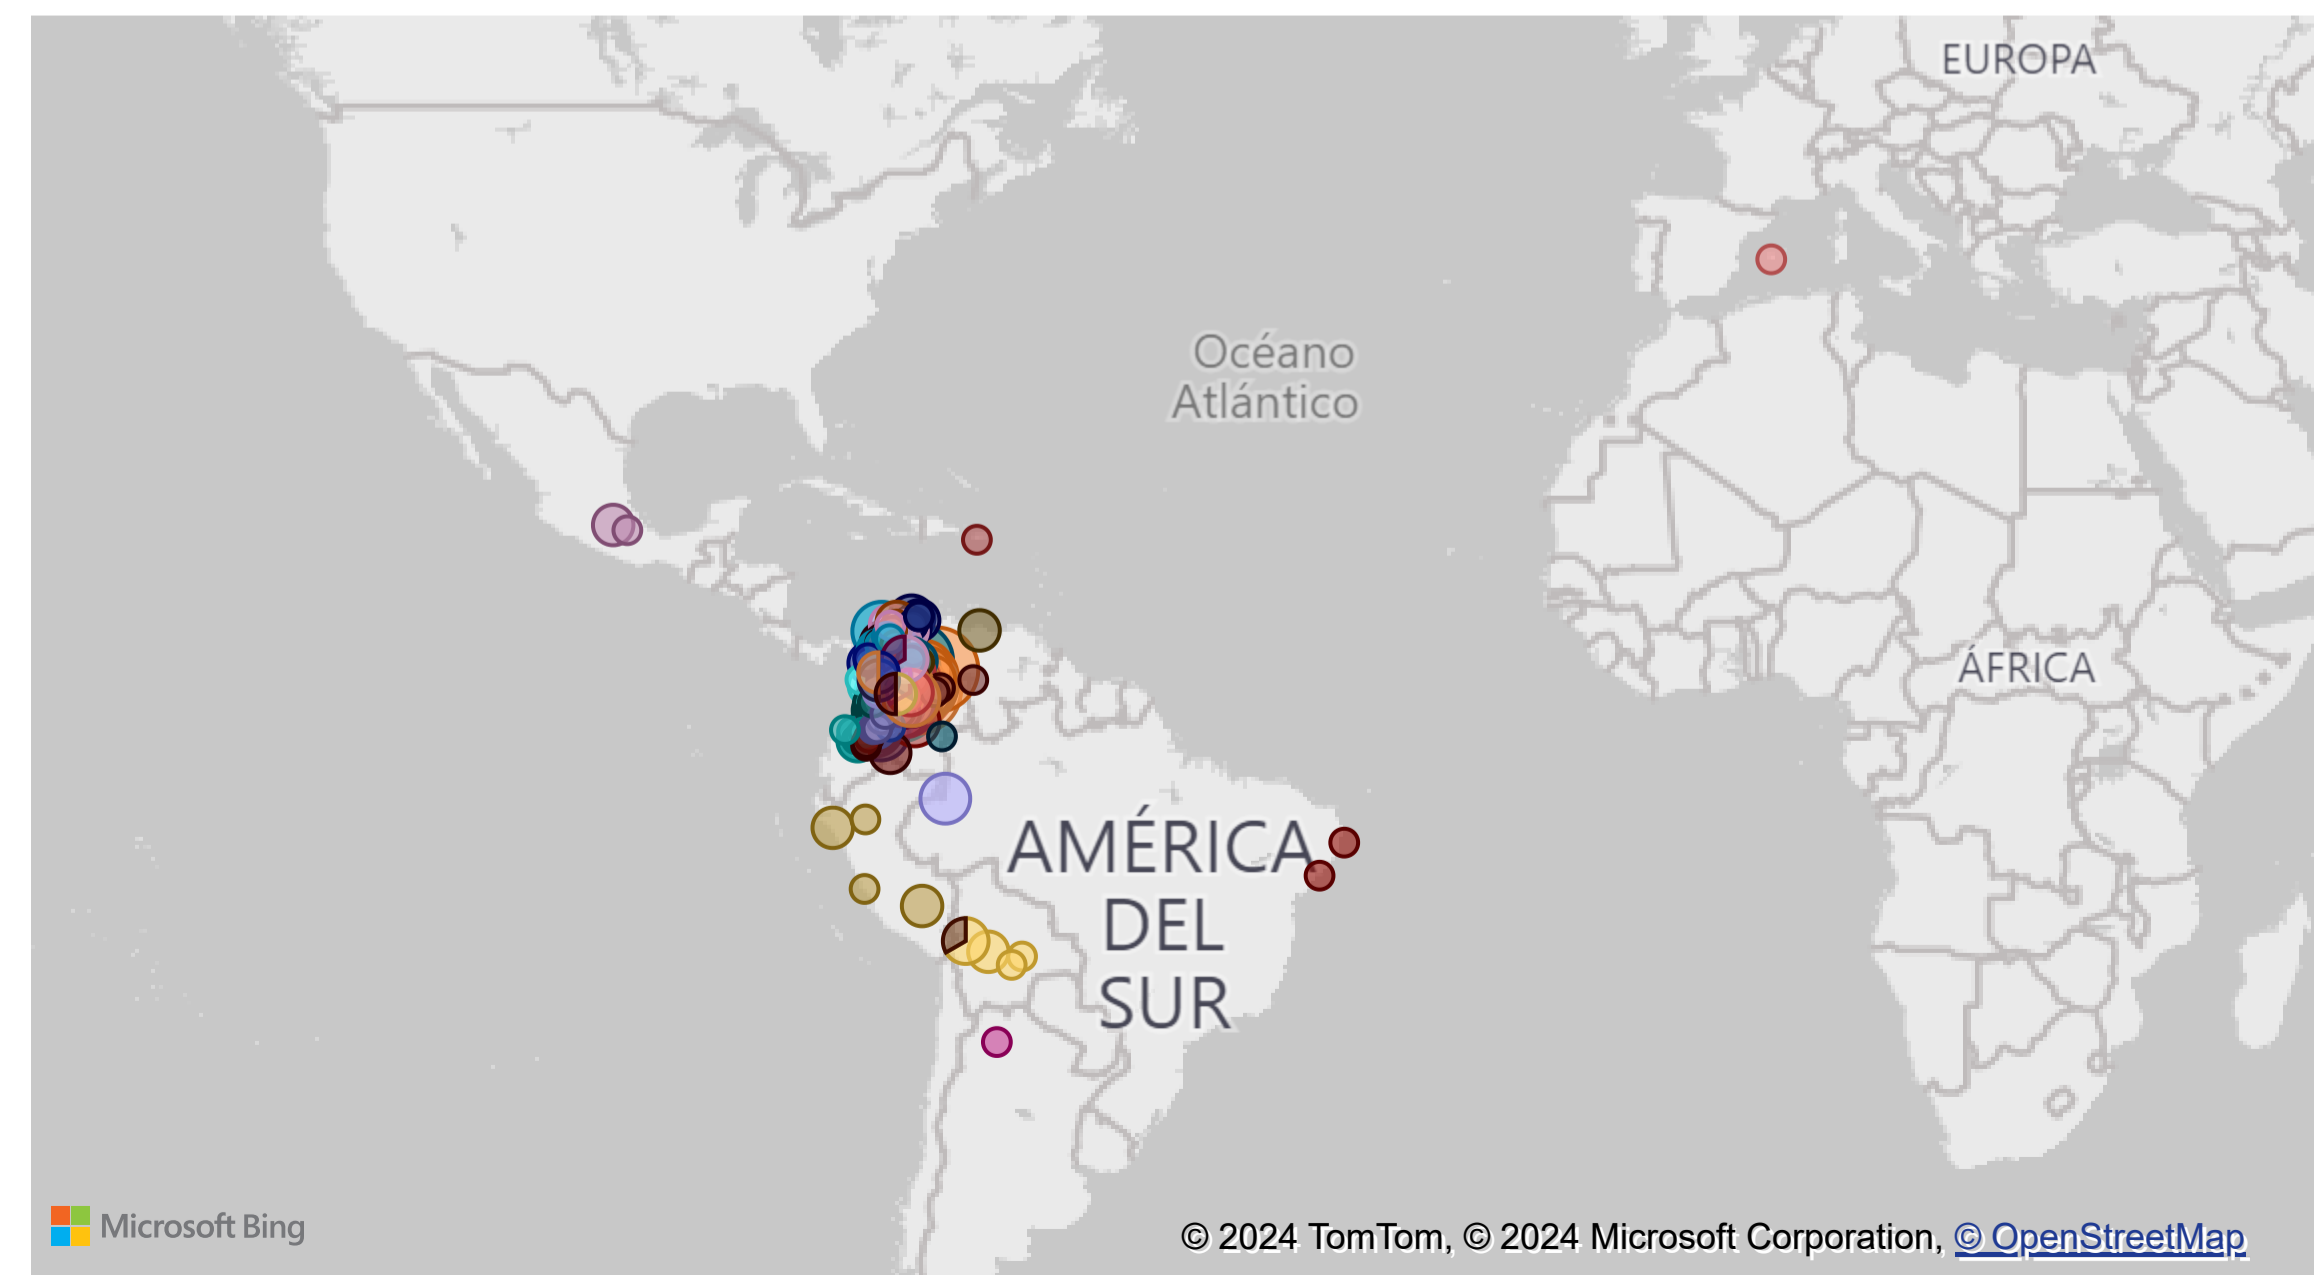 EUROPA
Océano
Atlántico
ÁFRICA
AMÉRICA
DEL
SUR
Microsoft Bing
© 2024 TomTom, © 2024 Microsoft Corporation, © OpenStreetMap